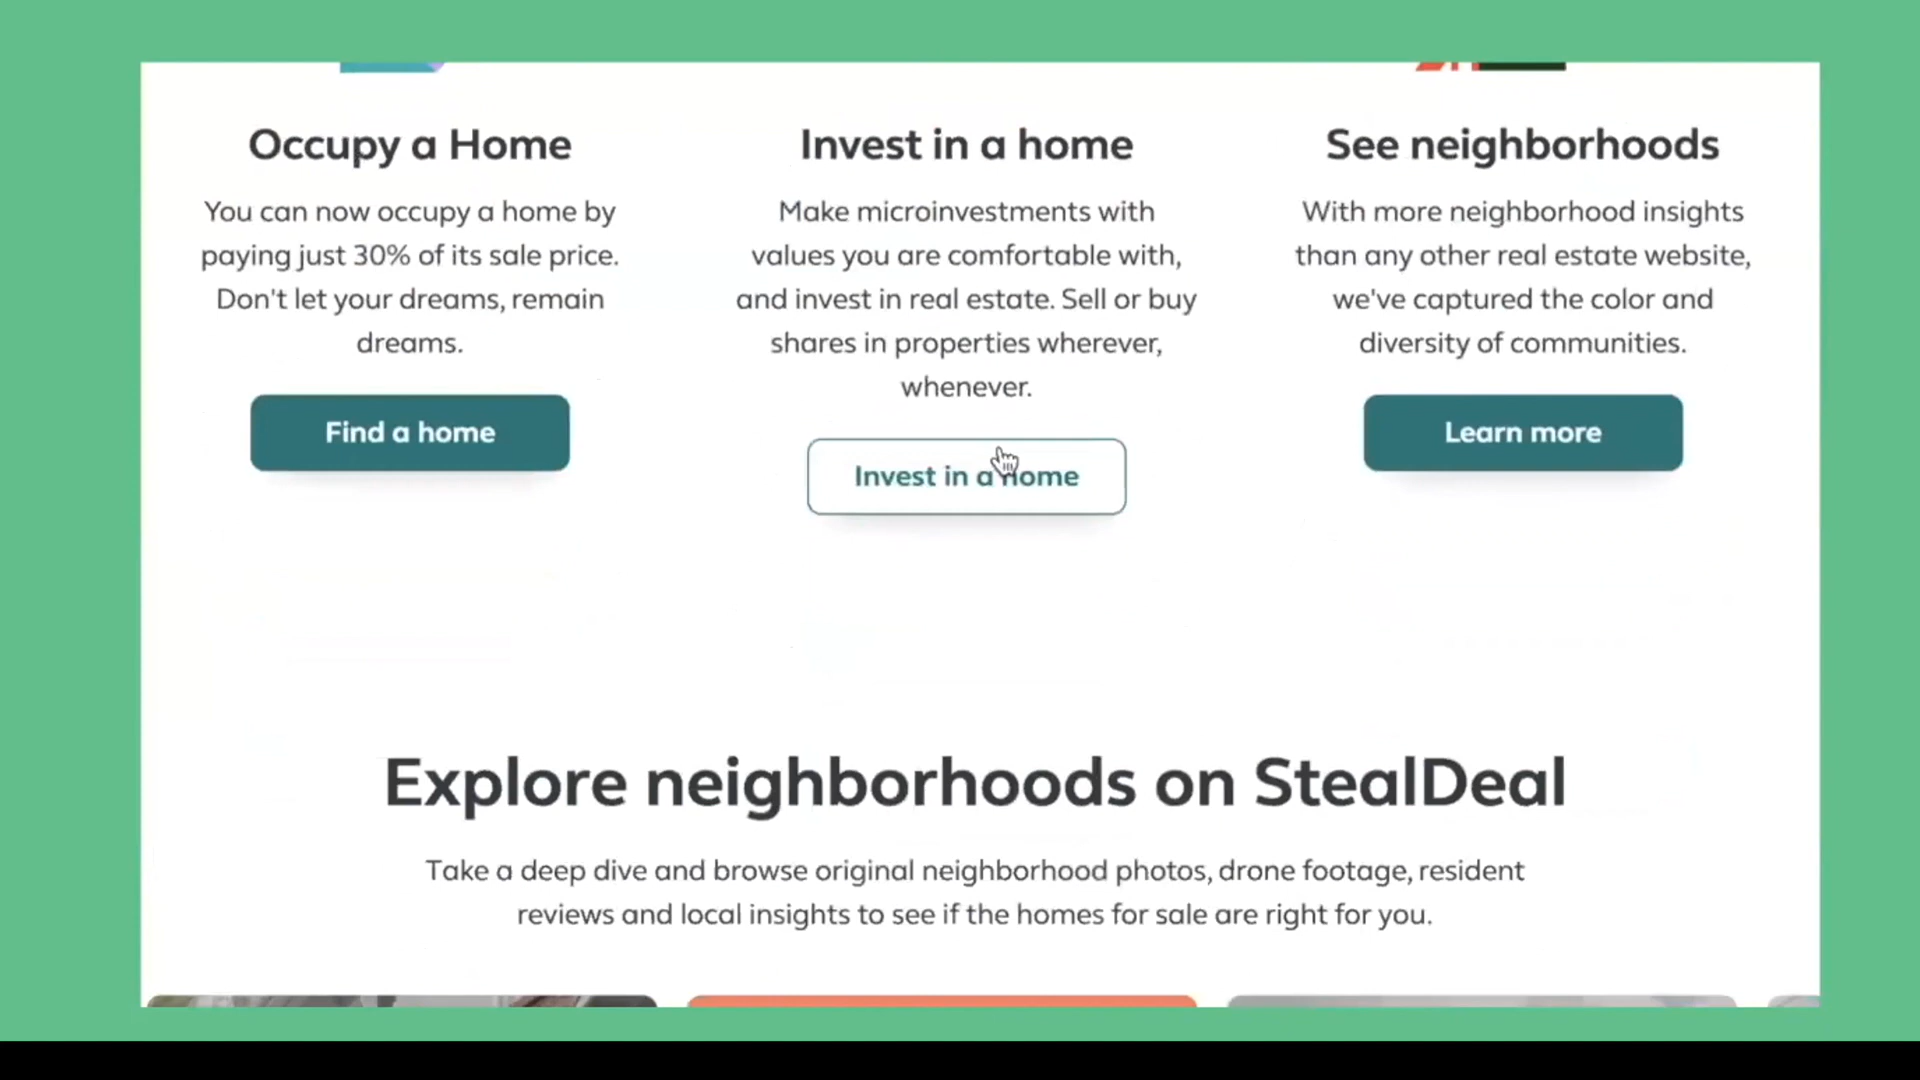 Occupy a Home
You can now occupy a home by
paying just 30% of its sale price.
Don't let your dreams, remain
dreams.
Find a home
Invest in a home
Make microinvestments with
values you are comfortable with,
and invest in real estate. Sell or buy
shares in properties wherever,
whenever.
Invest in a home
See neighborhoods
With more neighborhood insights
than any other real estate website,
we've captured the color and
diversity of communities.
Learn more
Explore neighborhoods on StealDeal
Take a deep dive and browse original neighborhood photos, drone footage, resident
reviews and local insights to see if the homes for sale are right for you.